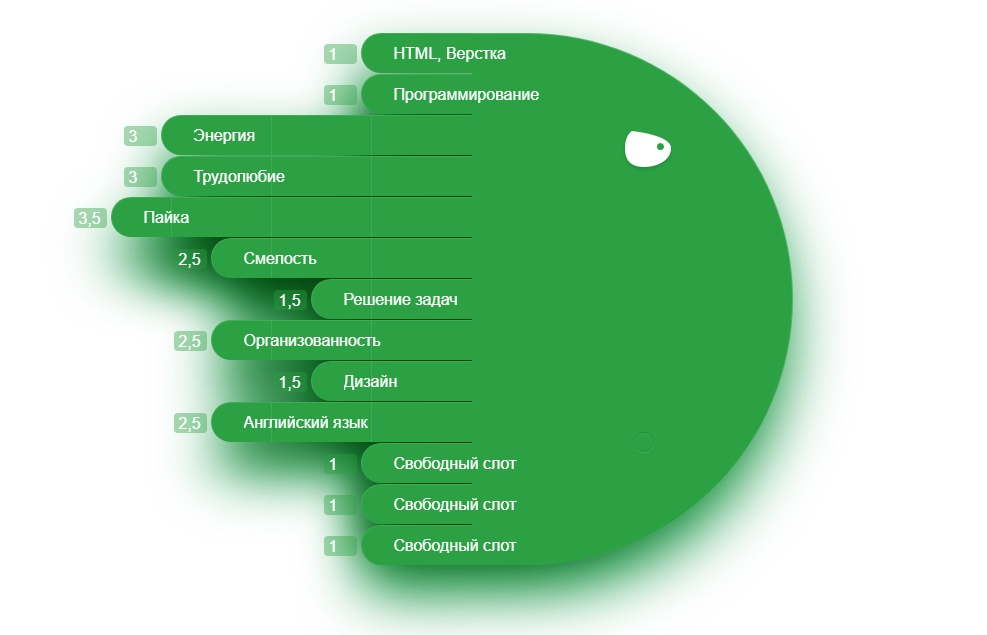 1 HTML, Верстка
1 Программирование
3 Энергия
3 Трудолюбие
3,5 Пайка
2,5 Смелость
1,5 Решение задач
2,5 Организованность
1,5 Дизайн
2,5 Английский язык
1 Свободный слот
1 Свободный слот
1 Свободный слот